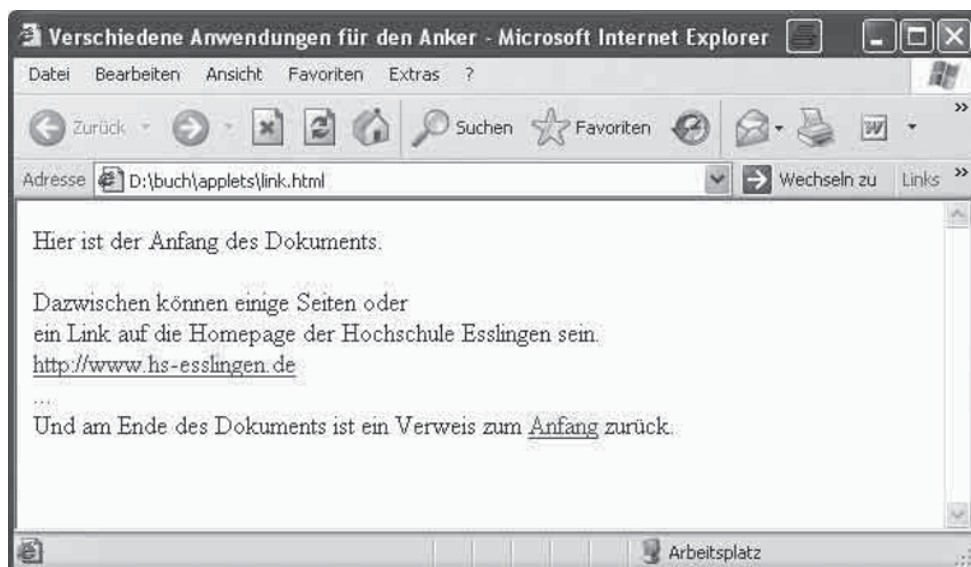 Verschiedene Anwendungen für den Anker - Microsoft Internet Explorer
Datei Bearbeiten Ansicht Favoriten Extras ?
Zurück Suchen Favoriten »
Adresse D:\buch\applets\link.html Wechseln zu Links »
Hier ist der Anfang des Dokuments.
Dazwischen können einige Seiten oder
ein Link auf die Homepage der Hochschule Esslingen sein.
http://www.hs-esslingen.de
...
Und am Ende des Dokuments ist ein Verweis zum Anfang zurück.
Arbeitsplatz